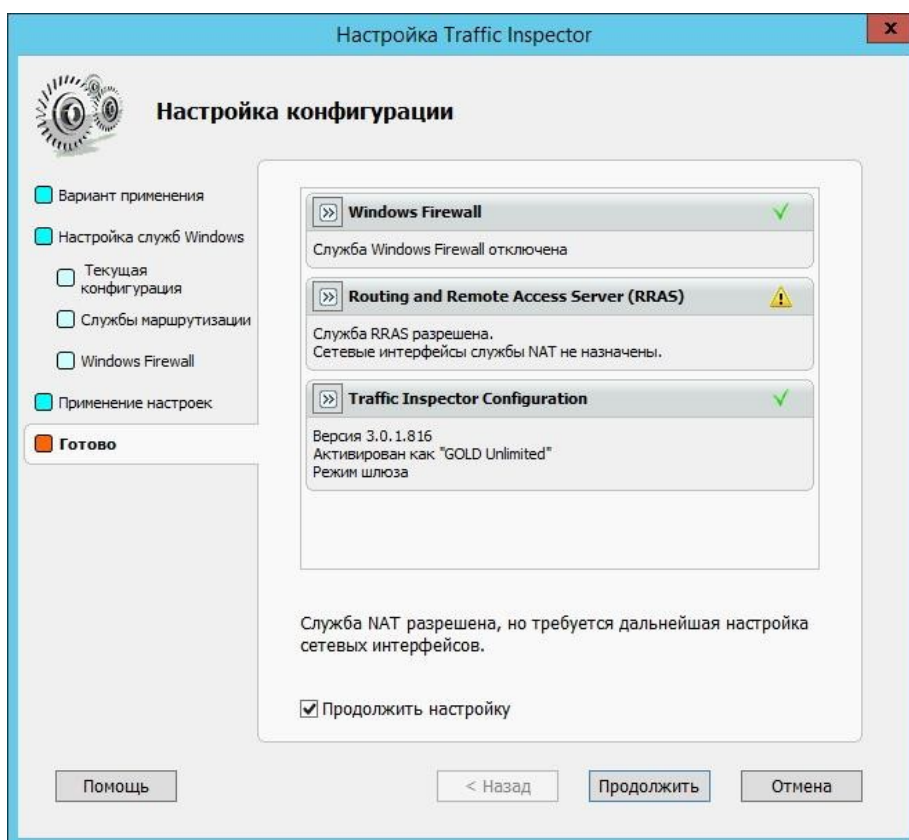 Настройка Traffic Inspector
x
Настройка конфигурации
Вариант применения
Настройка служб Windows
Текущая
конфигурация
Службы маршрутизации
Windows Firewall
Применение настроек
Готово
Windows Firewall
Служба Windows Firewall отключена
Routing and Remote Access Server (RRAS)
Служба RRAS разрешена.
Сетевые интерфейсы службы NAT не назначены.
Traffic Inspector Configuration
Версия 3.0.1.816
Активирован как "GOLD Unlimited"
Режим шлюза
Служба NAT разрешена, но требуется дальнейшая настройка
сетевых интерфейсов.
Продолжить настройку
Помощь
< Назад
Продолжить
Отмена